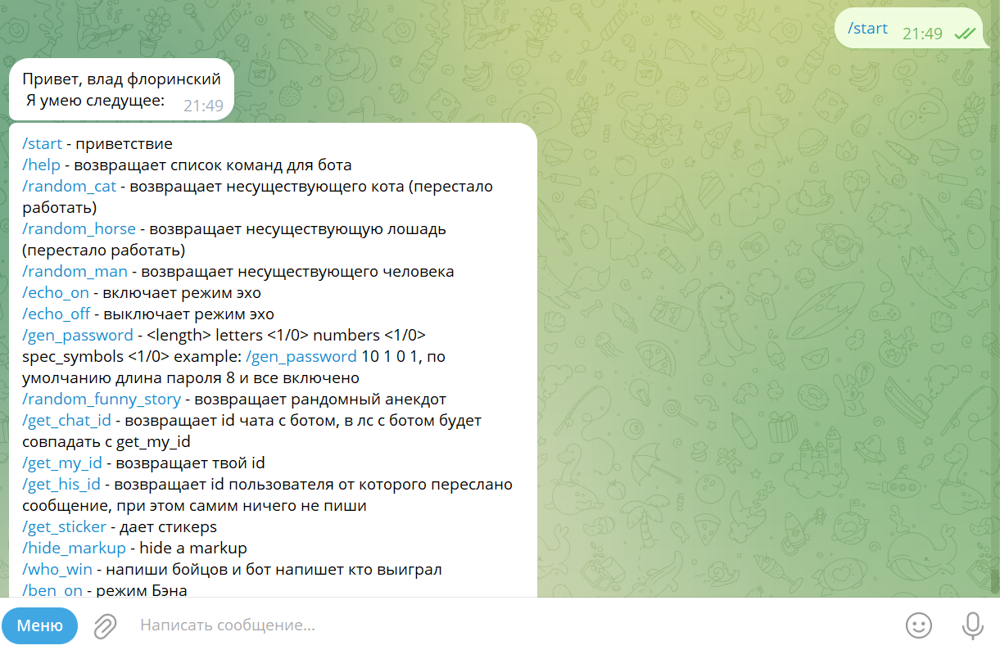 /start 21:49
Привет, влад флоринский
Я умею следущее: 21:49
/start - приветствие
/help - возвращает список команд для бота
/random_cat - возвращает несуществующего кота (перестало
работать)
/random_horse - возвращает несуществующую лошадь
(перестало работать)
/random_man - возвращает несуществующего человека
/echo_on - включает режим эхо
/echo_off - выключает режим эхо
/gen_password - <length> letters <1/0> numbers <1/0>
spec_symbols <1/0> example: /gen_password 10 1 0 1, по
умолчанию длина пароля 8 и все включено
/random_funny_story - возвращает рандомный анекдот
/get_chat_id - возвращает id чата с ботом, в лс с ботом будет
совпадать с get_my_id
/get_my_id - возвращает твой id
/get_his_id - возвращает id пользователя от которого переслано
сообщение, при этом самим ничего не пиши
/get_sticker - дает стикерs
/hide_markup - hide a markup
/who_win - напиши бойцов и бот напишет кто выиграл
/ben_on - режим Бэна
Меню Написать сообщение...